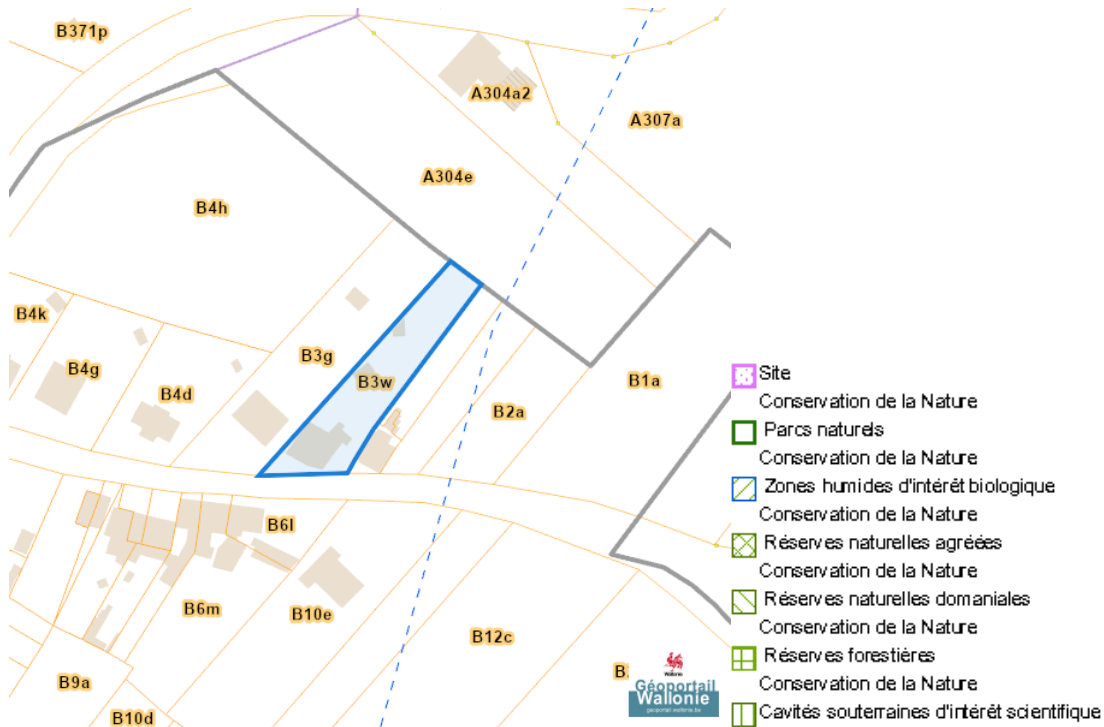 B371p
A304a2
A307a
A304e
B4h
B4k
B3g
B4g
B3w
B1a
B4d
B2a
B6l
B6m
B10e
B12c
B9a
B10d
Wallonie
Géoportail
Wallonie
geoportail.wallonie.be
Site
Conservation de la Nature
Parcs naturels
Conservation de la Nature
Zones humides d'intérêt biologique
Conservation de la Nature
Réserves naturelles agréées
Conservation de la Nature
Réserves naturelles domaniales
Conservation de la Nature
Réserves forestières
Conservation de la Nature
Cavités souterraines d'intérêt scientifique